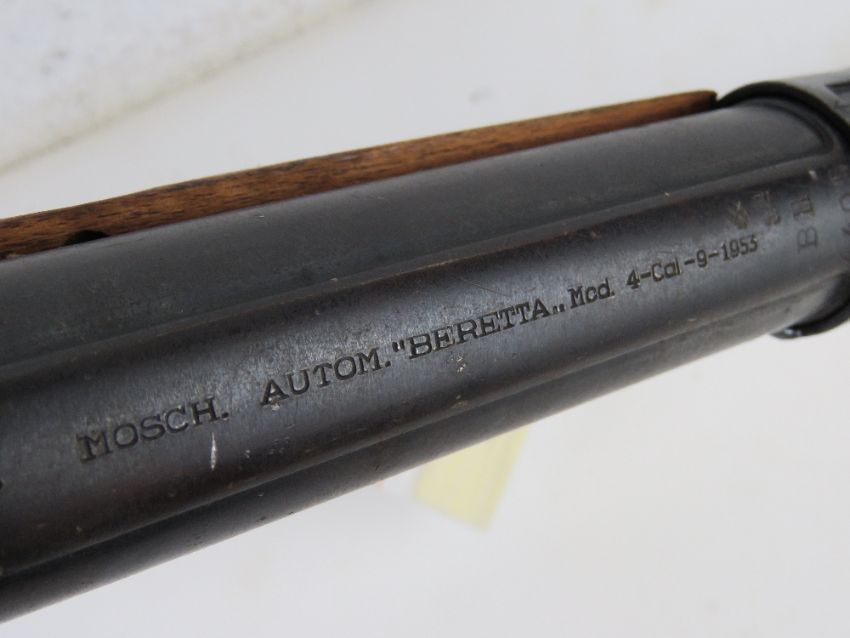 MOSCH. AUTOM. "BERETTA„ Mod. 4-Cal-9-1953